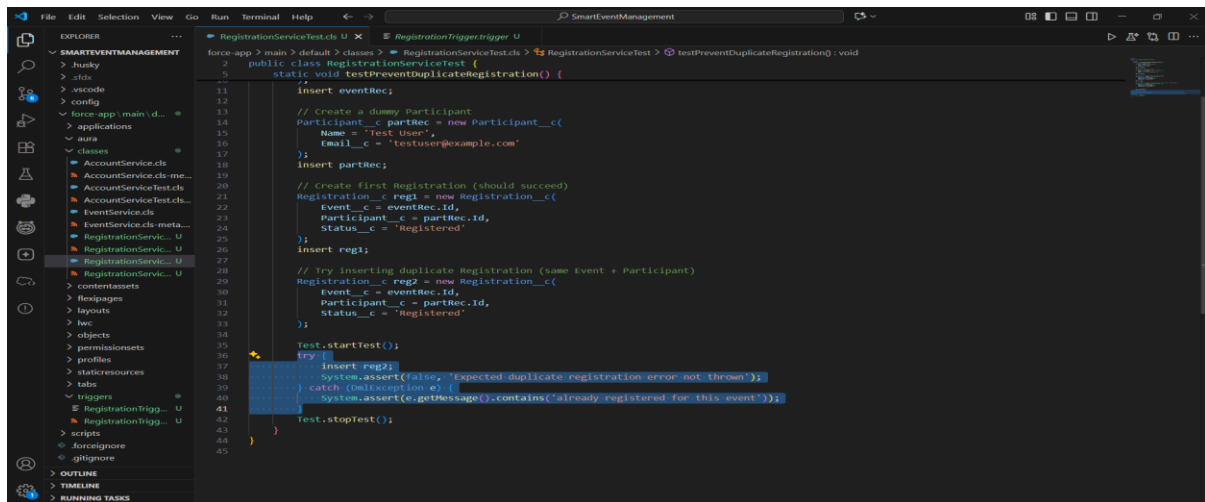 File Edit Selection View Go Run Terminal Help
SmartEventManagement
EXPLORER
SMARTEVENTMANAGEMENT
> .husky
> .sfdx
> .vscode
> config
force-app\main\d...
> applications
> aura
classes
AccountService.cls
AccountService.cls-me...
AccountServiceTest.cls
AccountServiceTest.cls...
EventService.cls
EventService.cls-meta....
RegistrationServic... U
RegistrationServic... U
RegistrationServic... U
RegistrationServic... U
> contentassets
> flexipages
> layouts
> lwc
> objects
> permissionsets
> profiles
> staticresources
> tabs
triggers
RegistrationTrigg... U
RegistrationTrigg... U
> scripts
.forceignore
.gitignore
> OUTLINE
> TIMELINE
> RUNNING TASKS
RegistrationServiceTest.cls U X RegistrationTrigger.trigger U
force-app > main > default > classes > RegistrationServiceTest.cls > RegistrationServiceTest > testPreventDuplicateRegistration() : void
2 public class RegistrationServiceTest {
5 static void testPreventDuplicateRegistration() {
10 );
11 insert eventRec;
12
13 // Create a dummy Participant
14 Participant__c partRec = new Participant__c(
15 Name = 'Test User',
16 Email__c = 'testuser@example.com'
17 );
18 insert partRec;
19
20 // Create first Registration (should succeed)
21 Registration__c reg1 = new Registration__c(
22 Event__c = eventRec.Id,
23 Participant__c = partRec.Id,
24 Status__c = 'Registered'
25 );
26 insert reg1;
27
28 // Try inserting duplicate Registration (same Event + Participant)
29 Registration__c reg2 = new Registration__c(
30 Event__c = eventRec.Id,
31 Participant__c = partRec.Id,
32 Status__c = 'Registered'
33 );
34
35 Test.startTest();
36 try {
37 insert reg2;
38 System.assert(false, 'Expected duplicate registration error not thrown');
39 } catch (DmlException e) {
40 System.assert(e.getMessage().contains('already registered for this event'));
41 }
42 Test.stopTest();
43 }
44 }
45